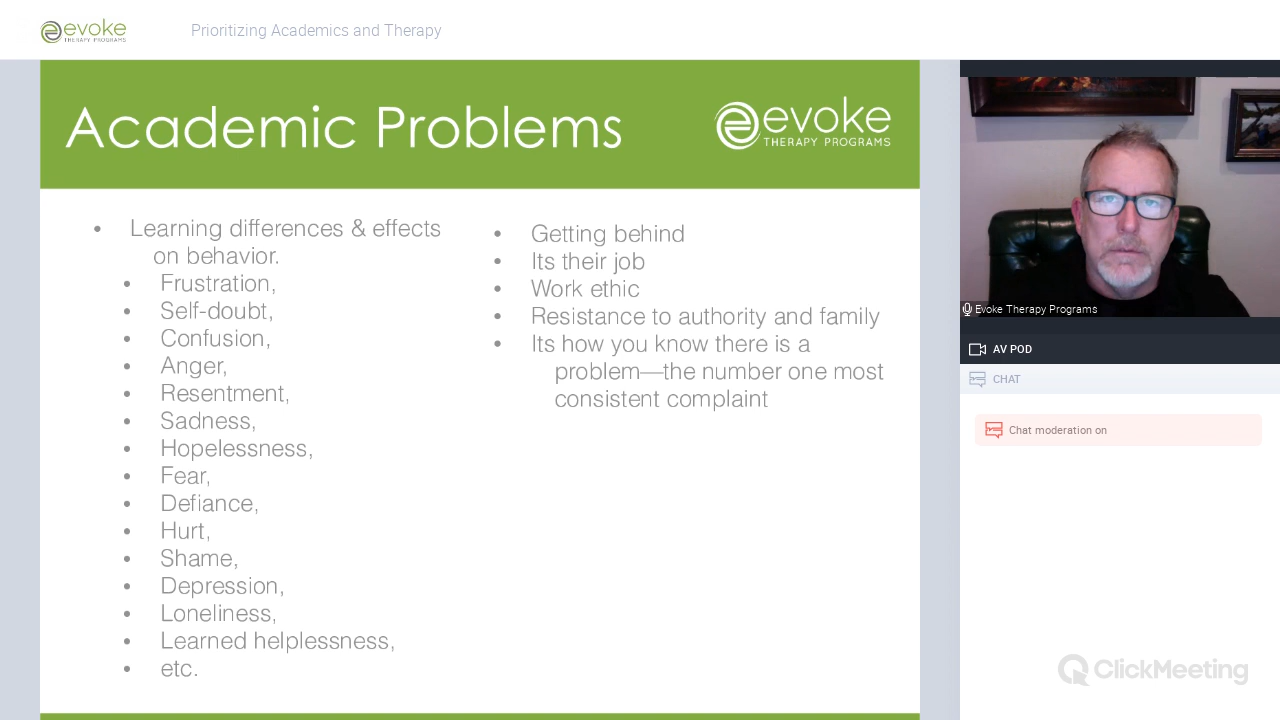 evoke
THERAPY PROGRAMS
Prioritizing Academics and Therapy
Academic Problems
evoke
THERAPY PROGRAMS
• Learning differences & effects
on behavior.
• Frustration,
• Self-doubt,
• Confusion,
• Anger,
• Resentment,
• Sadness,
• Hopelessness,
• Fear,
• Defiance,
• Hurt,
• Shame,
• Depression,
• Loneliness,
• Learned helplessness,
• etc.
• Getting behind
• Its their job
• Work ethic
• Resistance to authority and family
• Its how you know there is a
problem—the number one most
consistent complaint
Evoke Therapy Programs
AV POD
CHAT
Chat moderation on
ClickMeeting